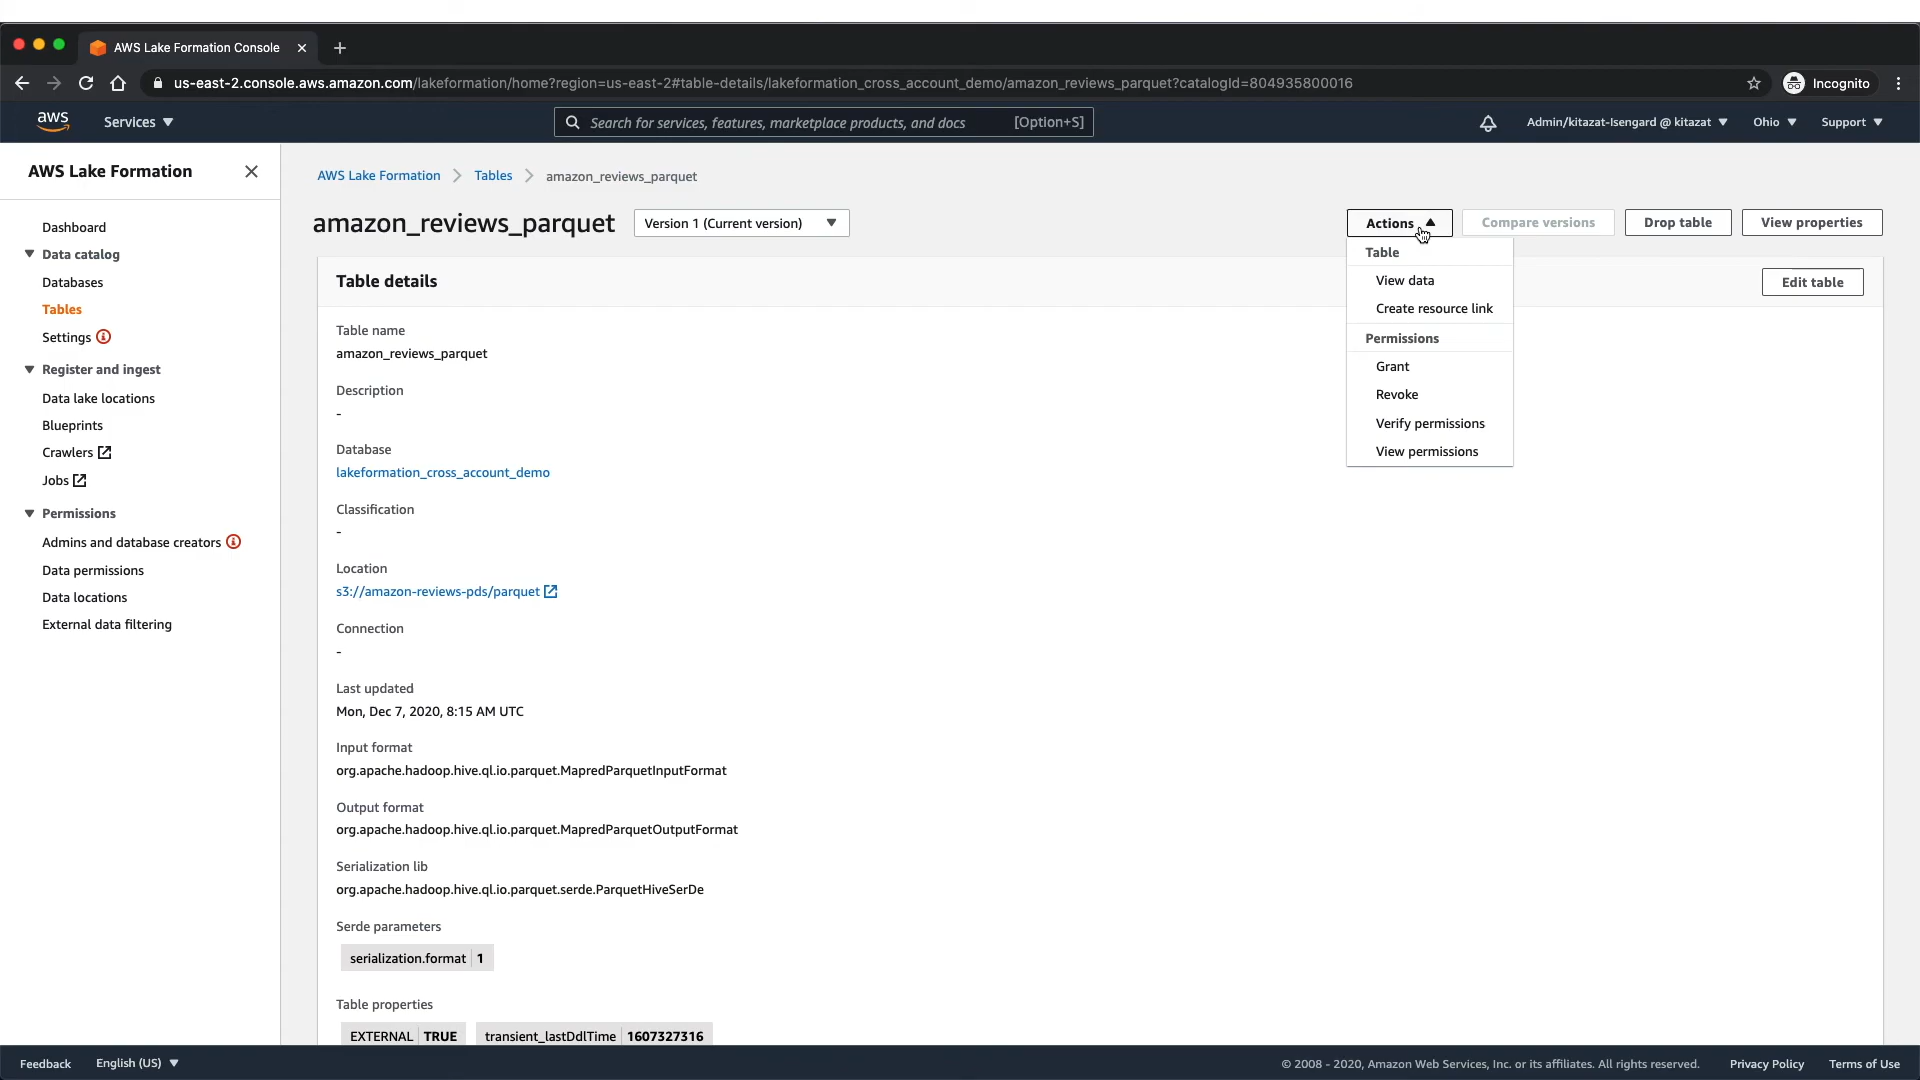 AWS Lake Formation Console
us-east-2.console.aws.amazon.com/lakeformation/home?region=us-east-2#table-details/lakeformation_cross_account_demo/amazon_reviews_parquet?catalogId=804935800016
Incognito
aws
Services
Search for services, features, marketplace products, and docs
[Option+S]
Admin/kitazat-Isengard @ kitazat
Ohio
Support
AWS Lake Formation
Dashboard
Data catalog
Databases
Tables
Settings
Register and ingest
Data lake locations
Blueprints
Crawlers
Jobs
Permissions
Admins and database creators
Data permissions
Data locations
External data filtering
AWS Lake Formation
Tables
amazon_reviews_parquet
amazon_reviews_parquet
Version 1 (Current version)
Actions
Compare versions
Drop table
View properties
Table
View data
Create resource link
Permissions
Grant
Revoke
Verify permissions
View permissions
Table details
Edit table
Table name
amazon_reviews_parquet
Description
-
Database
lakeformation_cross_account_demo
Classification
-
Location
s3://amazon-reviews-pds/parquet
Connection
-
Last updated
Mon, Dec 7, 2020, 8:15 AM UTC
Input format
org.apache.hadoop.hive.ql.io.parquet.MapredParquetInputFormat
Output format
org.apache.hadoop.hive.ql.io.parquet.MapredParquetOutputFormat
Serialization lib
org.apache.hadoop.hive.ql.io.parquet.serde.ParquetHiveSerDe
Serde parameters
serialization.format 1
Table properties
EXTERNAL TRUE
transient_lastDdlTime 1607327316
Feedback
English (US)
© 2008 - 2020, Amazon Web Services, Inc. or its affiliates. All rights reserved.
Privacy Policy
Terms of Use